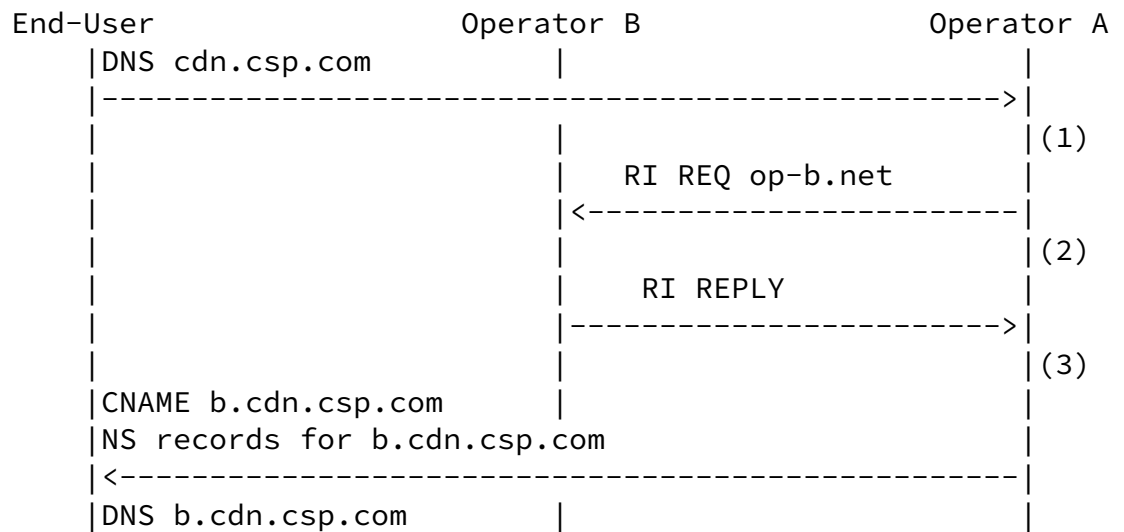 End-User                 Operator B                Operator A
    |DNS cdn.csp.com          |                         |
    |-------------------------------------------------->|
    |                         |                         |(1)
    |                         |   RI REQ op-b.net       |
    |                         |<------------------------|
    |                         |                         |(2)
    |                         |    RI REPLY             |
    |                         |------------------------>|
    |                         |                         |(3)
    |CNAME b.cdn.csp.com      |                         |
    |NS records for b.cdn.csp.com                       |
    |<--------------------------------------------------|
    |DNS b.cdn.csp.com        |                         |